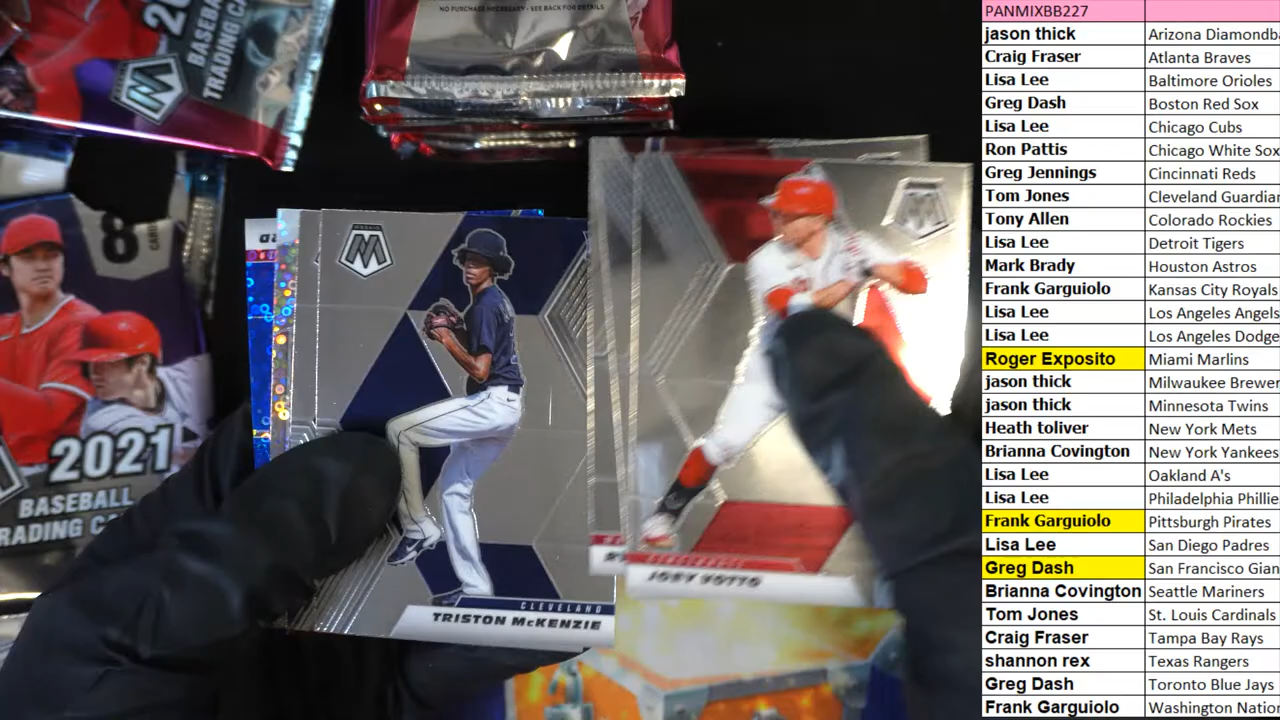 NO PURCHASE NECESSARY - SEE BACK FOR DETAILS
BASEBALL
TRADING CA
8
CARDS
2021
BASEBALL
RADING CA
CLEVELAND
TRISTON McKENZIE
CINCINNATI
JOEY VOTTO
PANMIXBB227
jason thick Arizona Diamondba
Craig Fraser Atlanta Braves
Lisa Lee Baltimore Orioles
Greg Dash Boston Red Sox
Lisa Lee Chicago Cubs
Ron Pattis Chicago White Sox
Greg Jennings Cincinnati Reds
Tom Jones Cleveland Guardian
Tony Allen Colorado Rockies
Lisa Lee Detroit Tigers
Mark Brady Houston Astros
Frank Garguiolo Kansas City Royals
Lisa Lee Los Angeles Angels
Lisa Lee Los Angeles Dodge
Roger Exposito Miami Marlins
jason thick Milwaukee Brewer
jason thick Minnesota Twins
Heath toliver New York Mets
Brianna Covington New York Yankees
Lisa Lee Oakland A's
Lisa Lee Philadelphia Phillie
Frank Garguiolo Pittsburgh Pirates
Lisa Lee San Diego Padres
Greg Dash San Francisco Gian
Brianna Covington Seattle Mariners
Tom Jones St. Louis Cardinals
Craig Fraser Tampa Bay Rays
shannon rex Texas Rangers
Greg Dash Toronto Blue Jays
Frank Garguiolo Washington Nation